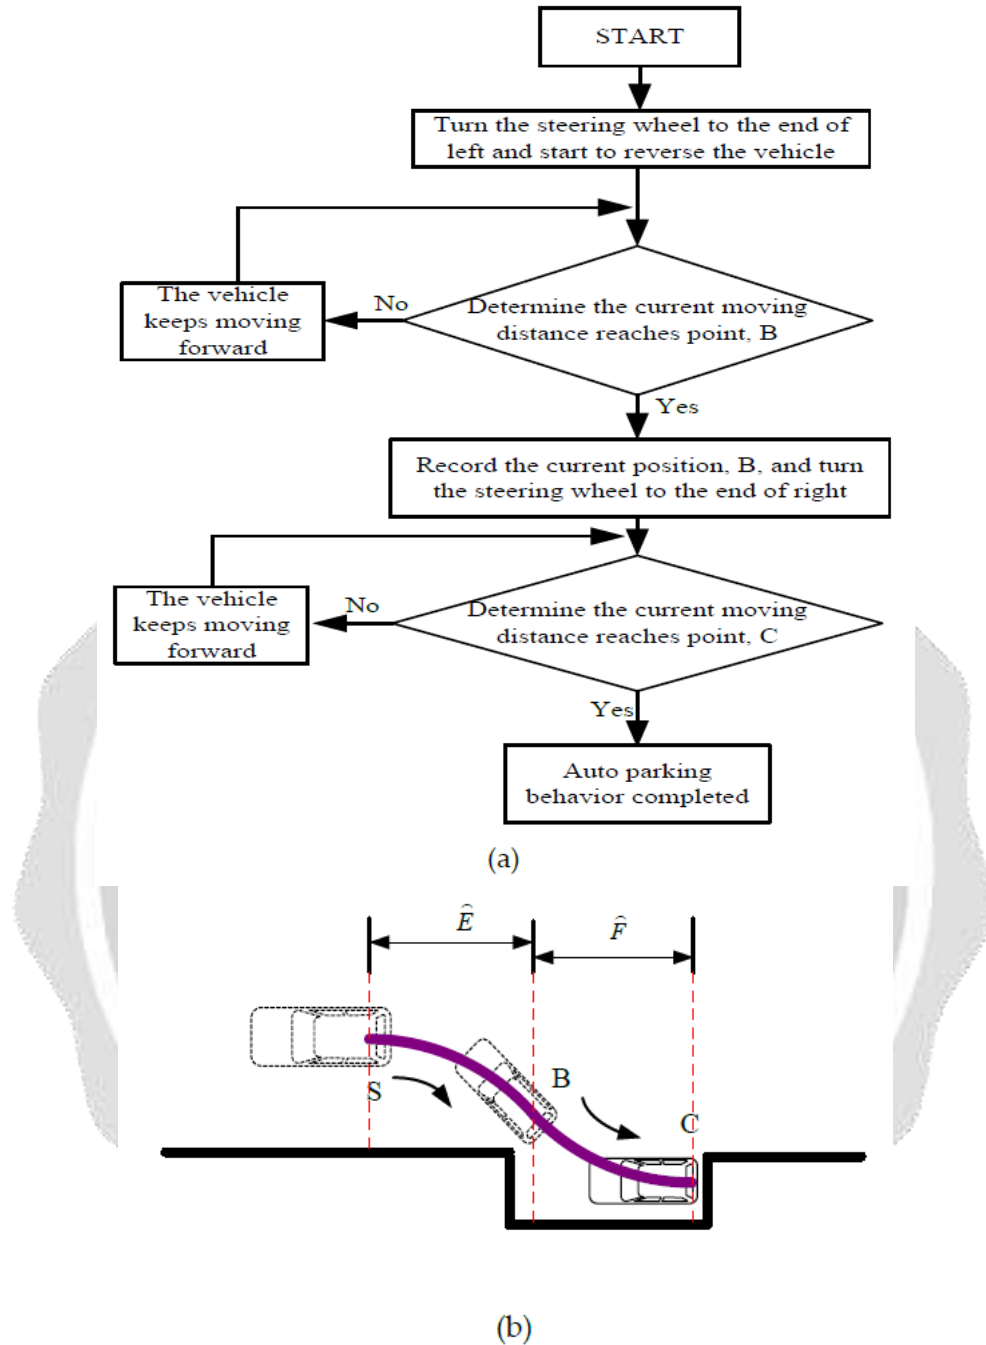 START
Turn the steering wheel to the end of
left and start to reverse the vehicle
The vehicle
keeps moving
forward
No
Determine the current moving
distance reaches point, B
Yes
Record the current position, B, and turn
the steering wheel to the end of right
The vehicle
keeps moving
forward
No
Determine the current moving
distance reaches point, C
Yes
Auto parking
behavior completed
(a)
Ê
F̂
S
B
C
(b)